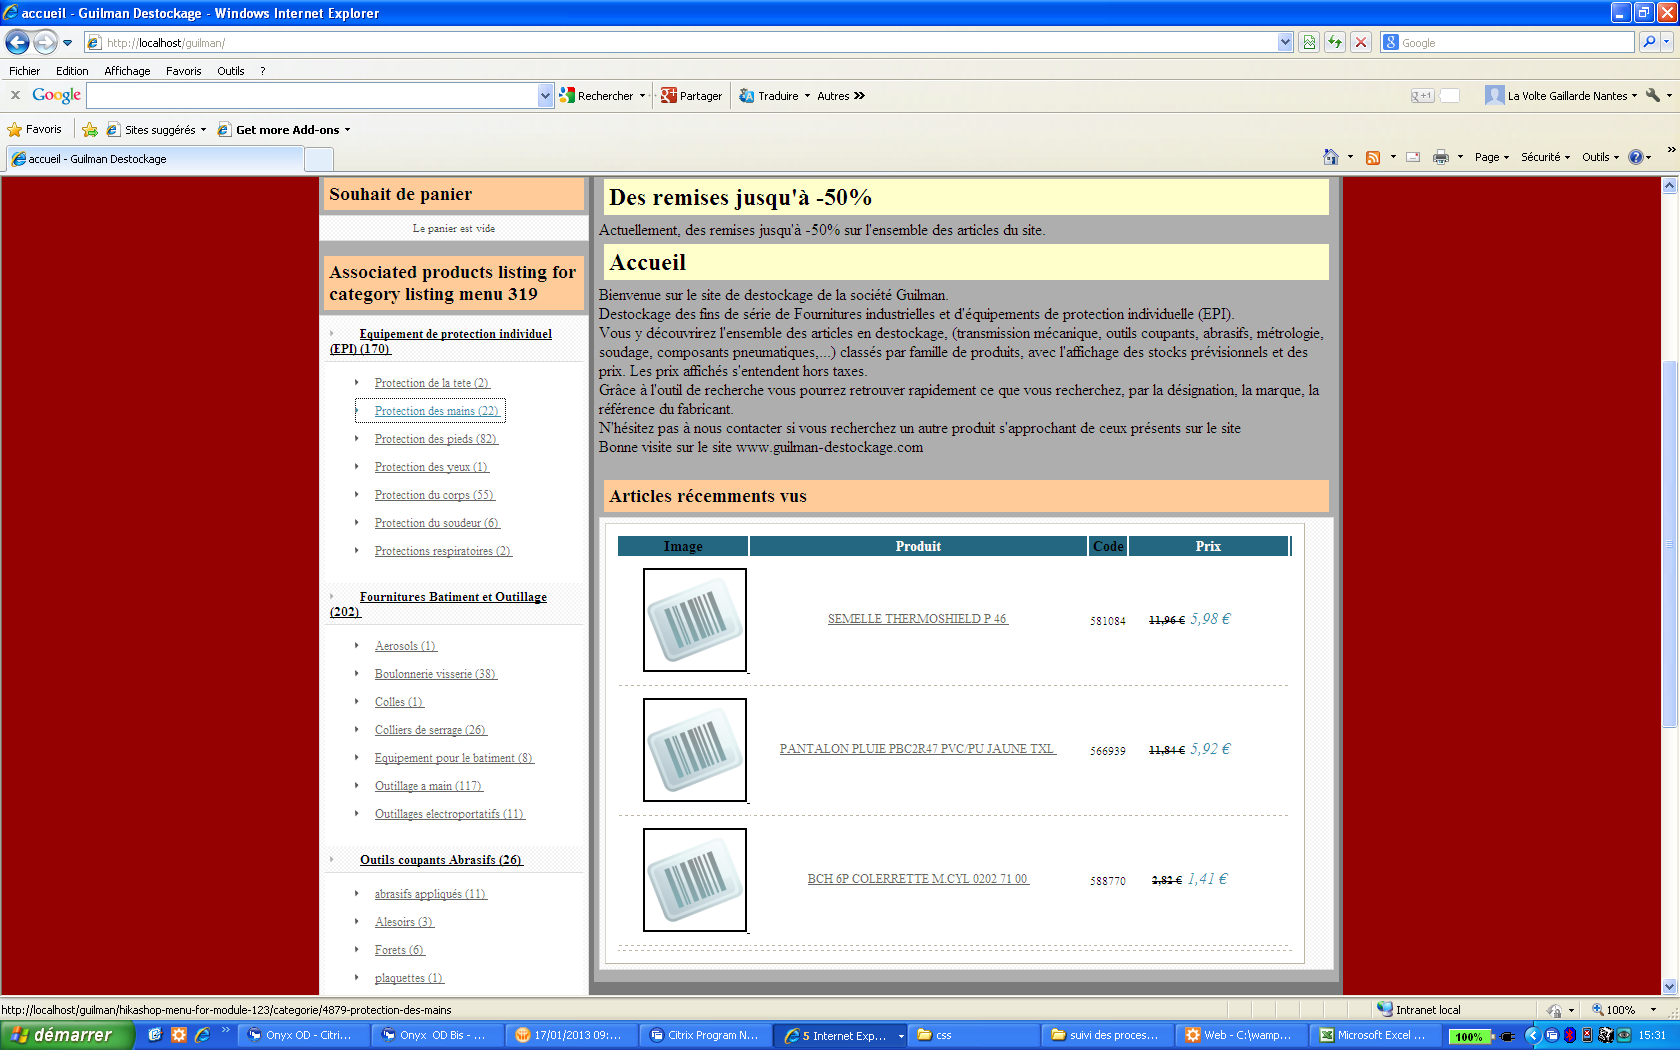 accueil - Guilman Destockage - Windows Internet Explorer
http://localhost/guilman/
Google
Fichier Edition Affichage Favoris Outils ?
x Google Rechercher Partager Traduire Autres La Volte Gaillarde Nantes
Favoris Sites suggérés Get more Add-ons
accueil - Guilman Destockage
Page Sécurité Outils
Souhait de panier
Le panier est vide
Associated products listing for
category listing menu 319
Equipement de protection individuel
(EPI) (170)
Protection de la tete (2)
Protection des mains (22)
Protection des pieds (82)
Protection des yeux (1)
Protection du corps (55)
Protection du soudeur (6)
Protections respiratoires (2)
Fournitures Batiment et Outillage
(202)
Aerosols (1)
Boulonnerie visserie (38)
Colles (1)
Colliers de serrage (26)
Equipement pour le batiment (8)
Outillage a main (117)
Outillages electroportatifs (11)
Outils coupants Abrasifs (26)
abrasifs appliqués (11)
Alesoirs (3)
Forets (6)
plaquettes (1)
Des remises jusqu'à -50%
Actuellement, des remises jusqu'à -50% sur l'ensemble des articles du site.
Accueil
Bienvenue sur le site de destockage de la société Guilman.
Destockage des fins de série de Fournitures industrielles et d'équipements de protection individuelle (EPI).
Vous y découvrirez l'ensemble des articles en destockage, (transmission mécanique, outils coupants, abrasifs, métrologie,
soudage, composants pneumatiques,...) classés par famille de produits, avec l'affichage des stocks prévisionnels et des
prix. Les prix affichés s'entendent hors taxes.
Grâce à l'outil de recherche vous pourrez retrouver rapidement ce que vous recherchez, par la désignation, la marque, la
référence du fabricant.
N'hésitez pas à nous contacter si vous recherchez un autre produit s'approchant de ceux présents sur le site
Bonne visite sur le site www.guilman-destockage.com
Articles récemments vus
Image Produit Code Prix
SEMELLE THERMOSHIELD P 46 581084 11,96 € 5,98 €
PANTALON PLUIE PBC2R47 PVC/PU JAUNE TXL 566939 11,84 € 5,92 €
BCH 6P COLERRETTE M.CYL 0202 71 00 588770 2,82 € 1,41 €
http://localhost/guilman/hikashop-menu-for-module-123/categorie/4879-protection-des-mains
Intranet local 100%
démarrer Onyx OD - Citri... Onyx OD Bis - ... 17/01/2013 09:... Citrix Program N... 5 Internet Exp... css suivi des proces... Web - C:\wamp... Microsoft Excel ... 100% 15:31